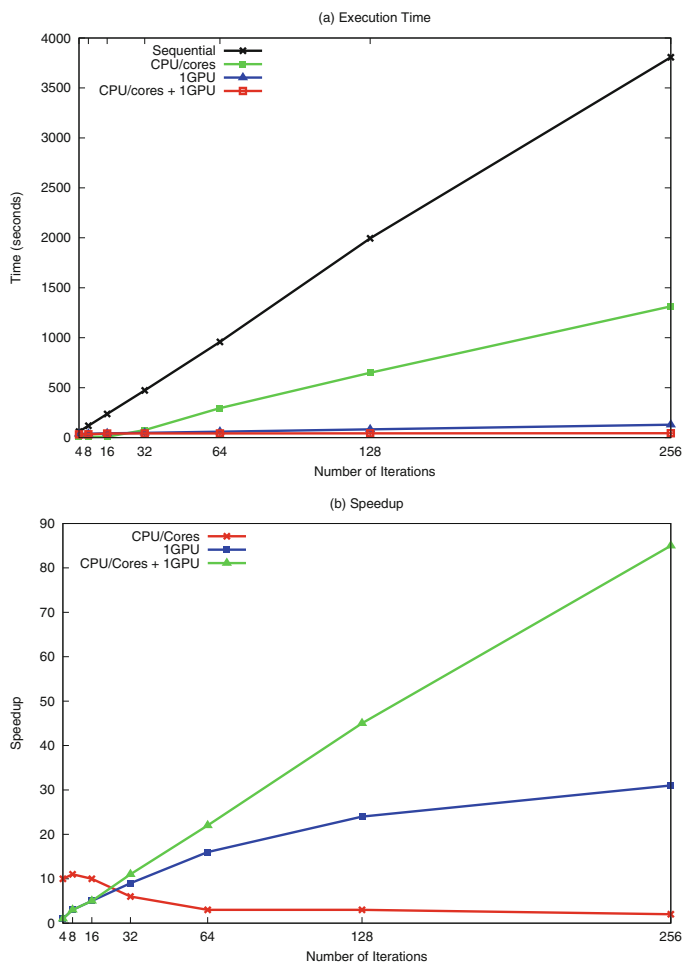 (a) Execution Time
4000
3500
3000
2500
2000
1500
1000
500
0
Time (seconds)
Sequential
CPU/cores
1GPU
CPU/cores + 1GPU
4 8 16 32 64 128 256
Number of Iterations
(b) Speedup
90
80
70
60
50
40
30
20
10
0
Speedup
CPU/Cores
1GPU
CPU/Cores + 1GPU
4 8 16 32 64 128 256
Number of Iterations